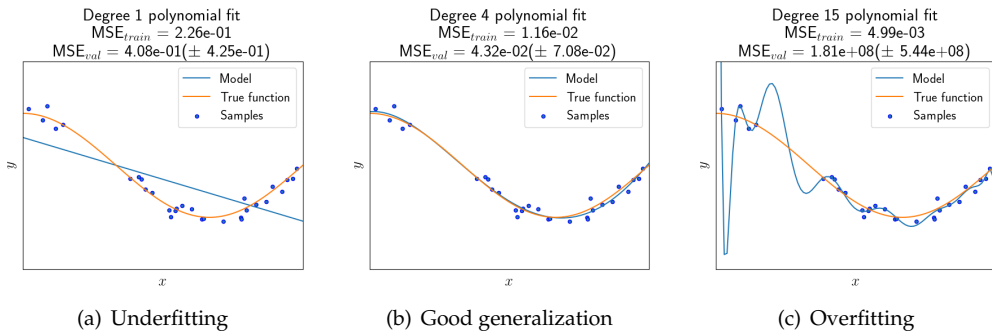 Degree 1 polynomial fit
MSE_train = 2.26e-01
MSE_val = 4.08e-01(± 4.25e-01)
Model
True function
Samples
y
x
(a) Underfitting
Degree 4 polynomial fit
MSE_train = 1.16e-02
MSE_val = 4.32e-02(± 7.08e-02)
Model
True function
Samples
y
x
(b) Good generalization
Degree 15 polynomial fit
MSE_train = 4.99e-03
MSE_val = 1.81e+08(± 5.44e+08)
Model
True function
Samples
y
x
(c) Overfitting